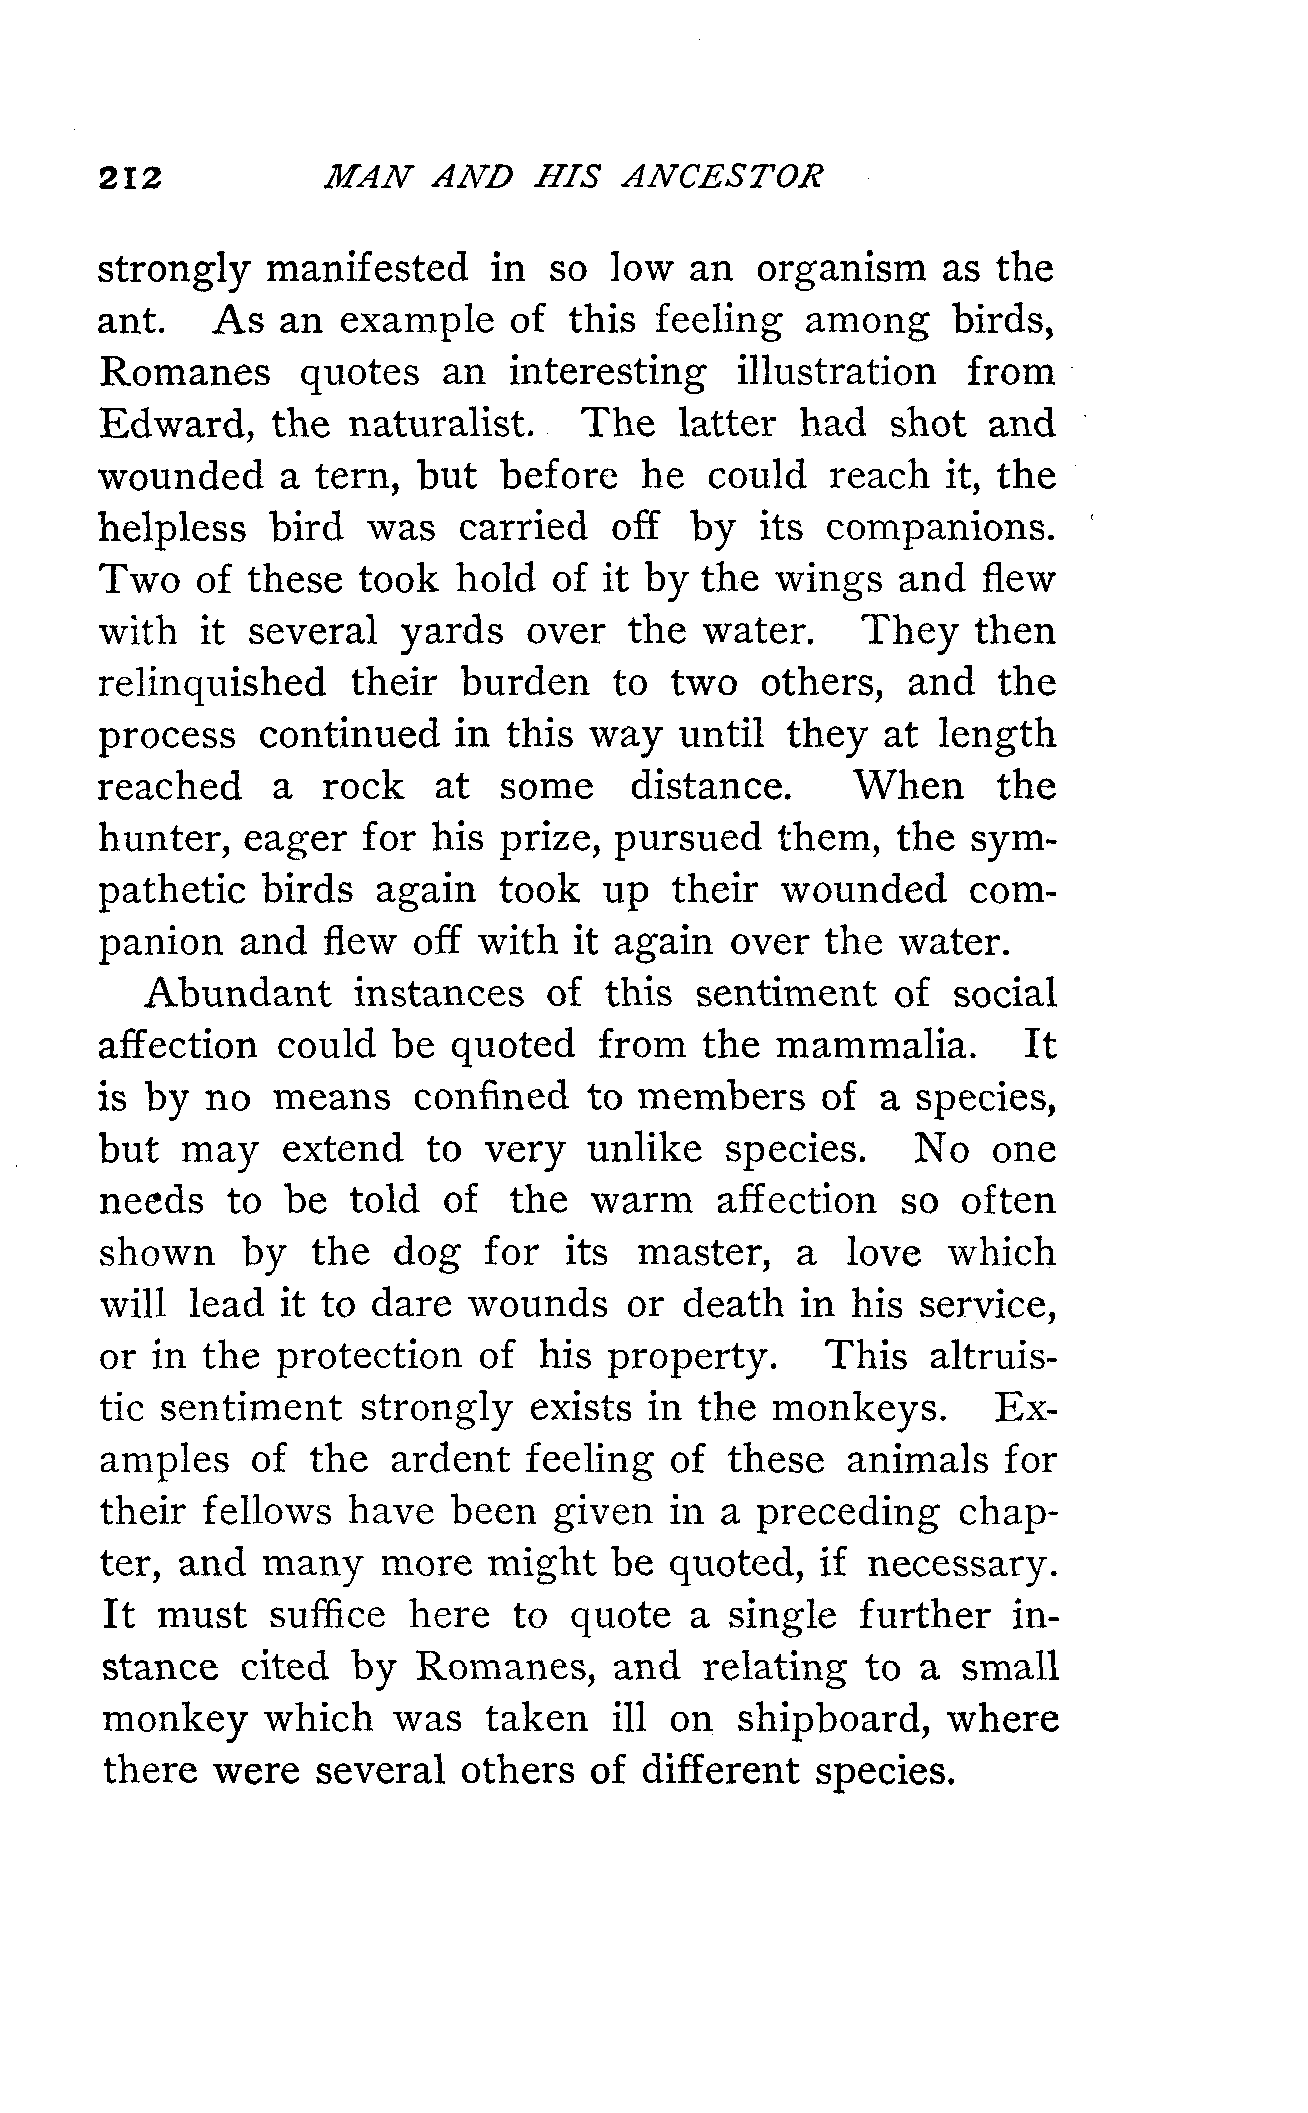 212 MAN AND HIS ANCESTOR
strongly manifested in so low an organism as the
ant. As an example of this feeling among birds,
Romanes quotes an interesting illustration from
Edward, the naturalist. The latter had shot and
wounded a tern, but before he could reach it, the
helpless bird was carried off by its companions.
Two of these took hold of it by the wings and flew
with it several yards over the water. They then
relinquished their burden to two others, and the
process continued in this way until they at length
reached a rock at some distance. When the
hunter, eager for his prize, pursued them, the sym-
pathetic birds again took up their wounded com-
panion and flew off with it again over the water.
Abundant instances of this sentiment of social
affection could be quoted from the mammalia. It
is by no means confined to members of a species,
but may extend to very unlike species. No one
needs to be told of the warm affection so often
shown by the dog for its master, a love which
will lead it to dare wounds or death in his service,
or in the protection of his property. This altruis-
tic sentiment strongly exists in the monkeys. Ex-
amples of the ardent feeling of these animals for
their fellows have been given in a preceding chap-
ter, and many more might be quoted, if necessary.
It must suffice here to quote a single further in-
stance cited by Romanes, and relating to a small
monkey which was taken ill on shipboard, where
there were several others of different species.